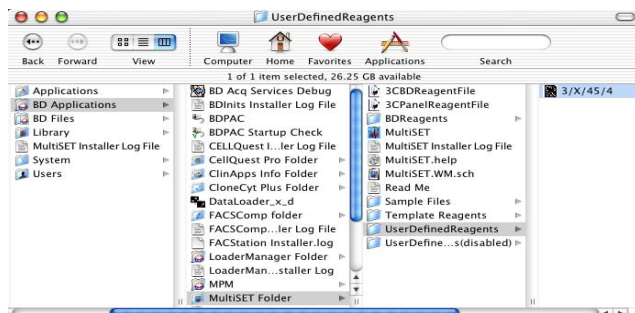 UserDefinedReagents
Back Forward View Computer Home Favorites Applications Search
1 of 1 item selected, 26.25 GB available
Applications
BD Applications
BD Files
Library
MultiSET Installer Log File
System
Users
BD Acq Services Debug
BDInits Installer Log File
BDPAC
BDPAC Startup Check
CELLQuest I...ler Log File
CellQuest Pro Folder
ClinApps Info Folder
CloneCyt Plus Folder
DataLoader_x_d
FACSComp folder
FACSComp...ler Log File
FACStation Installer.log
LoaderManager Folder
LoaderMan...staller Log
MPM
MultiSET Folder
3CBDReagentFile
3CPanelReagentFile
BDReagents
MultiSET
MultiSET Installer Log File
MultiSET.help
MultiSET.WM.sch
Read Me
Sample Files
Template Reagents
UserDefinedReagents
UserDefine...s(disabled)
3/X/45/4